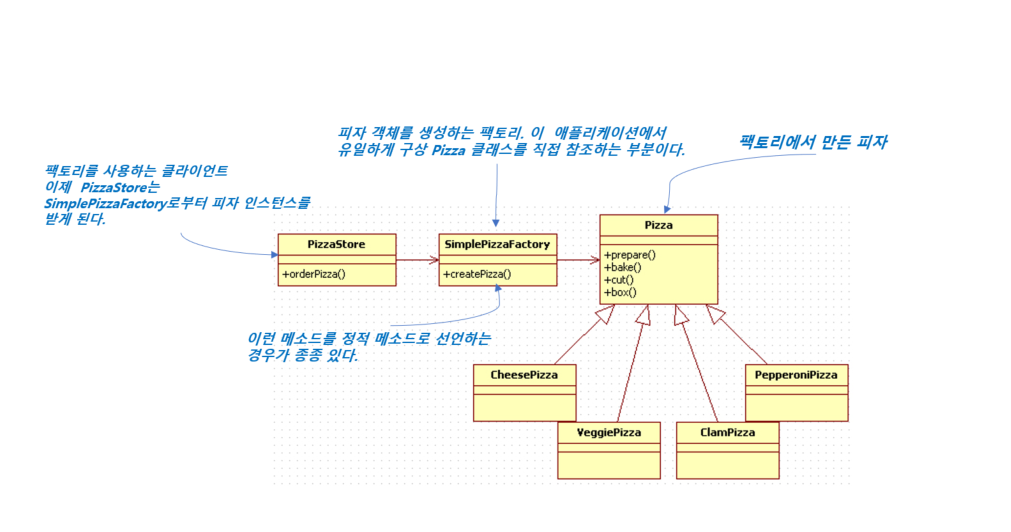 피자 객체를 생성하는 팩토리. 이 애플리케이션에서
유일하게 구상 Pizza 클래스를 직접 참조하는 부분이다.
팩토리에서 만든 피자
팩토리를 사용하는 클라이언트
이제 PizzaStore는
SimplePizzaFactory로부터 피자 인스턴스를
받게 된다.
PizzaStore
+orderPizza()
SimplePizzaFactory
+createPizza()
Pizza
+prepare()
+bake()
+cut()
+box()
이런 메소드를 정적 메소드로 선언하는
경우가 종종 있다.
CheesePizza
PepperoniPizza
VeggiePizza
ClamPizza